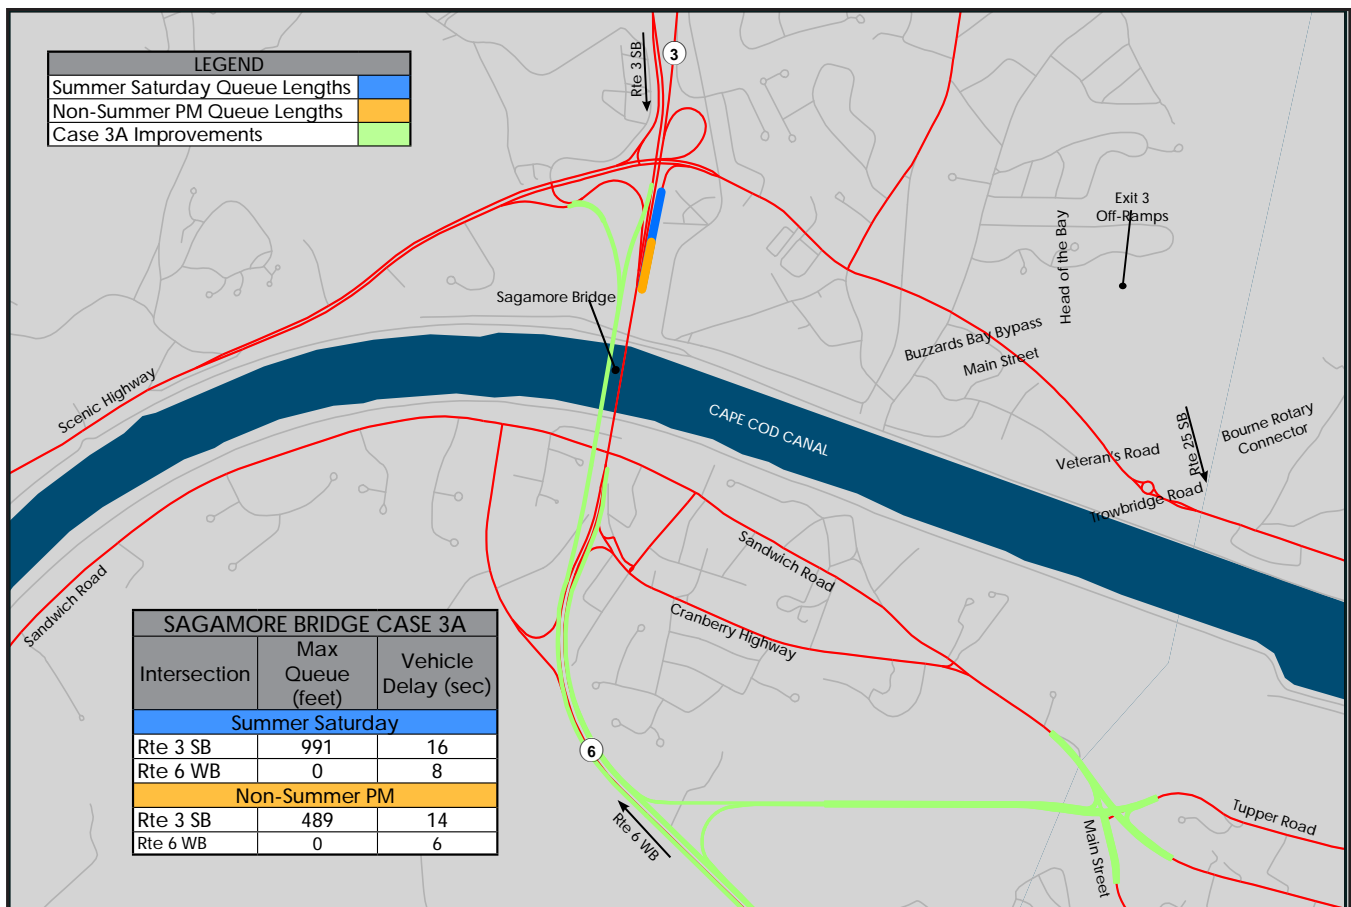 LEGEND
Summer Saturday Queue Lengths
Non-Summer PM Queue Lengths
Case 3A Improvements
Rte 3 SB
3
Exit 3
Off-Ramps
Head of the Bay
Sagamore Bridge
Buzzards Bay Bypass
Main Street
Scenic Highway
CAPE COD CANAL
Rte 25 SB
Bourne Rotary
Connector
Veteran's Road
Trowbridge Road
Sandwich Road
Sandwich Road
Cranberry Highway
SAGAMORE BRIDGE CASE 3A
Intersection
Max
Queue
(feet)
Vehicle
Delay (sec)
Summer Saturday
Rte 3 SB 991 16
Rte 6 WB 0 8
Non-Summer PM
Rte 3 SB 489 14
Rte 6 WB 0 6
6
Rte 6 WB
Main Street
Tupper Road